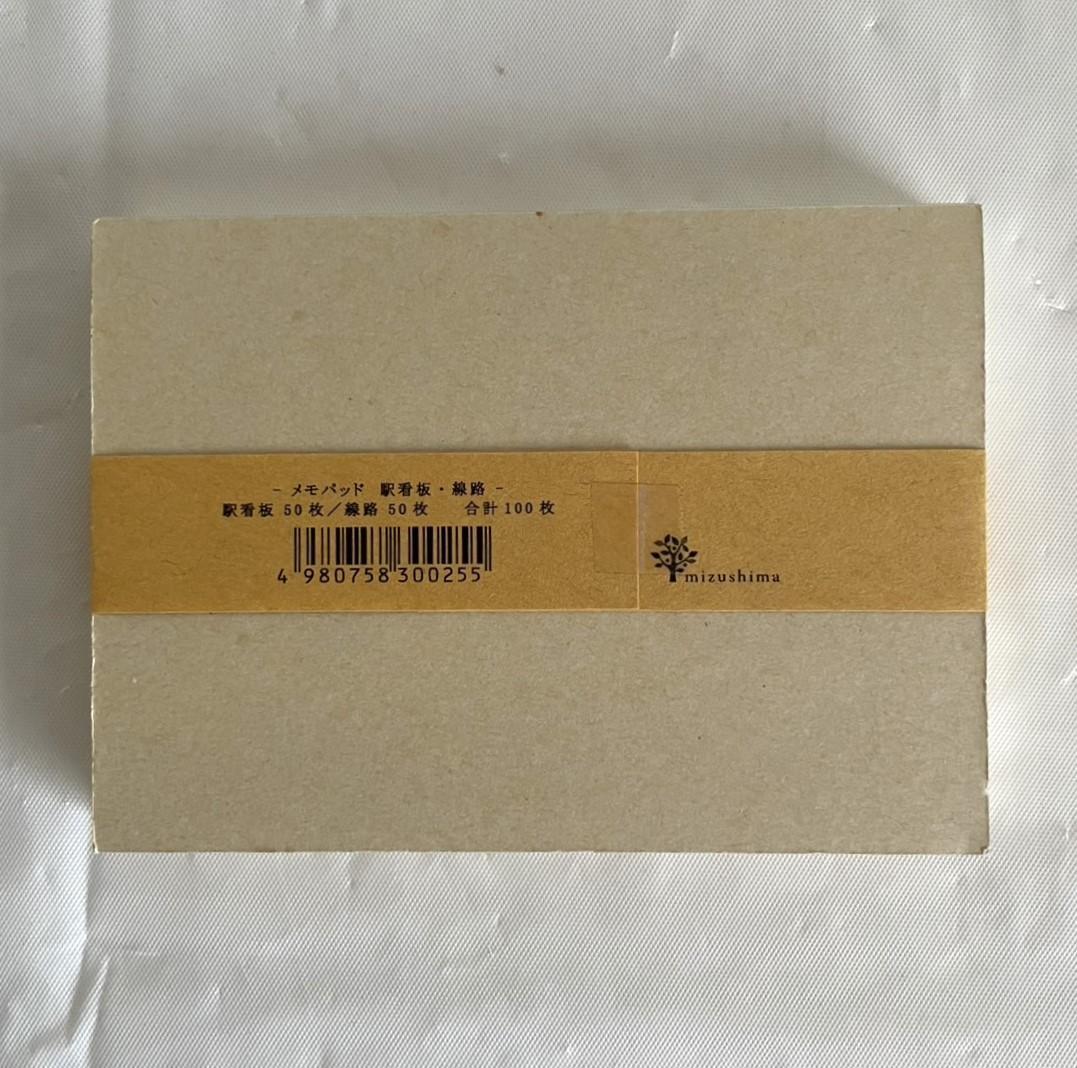 - メモパッド 駅看板・線路 -
駅看板 50枚／線路 50枚　合計100枚
4 980758 300255
mizushima